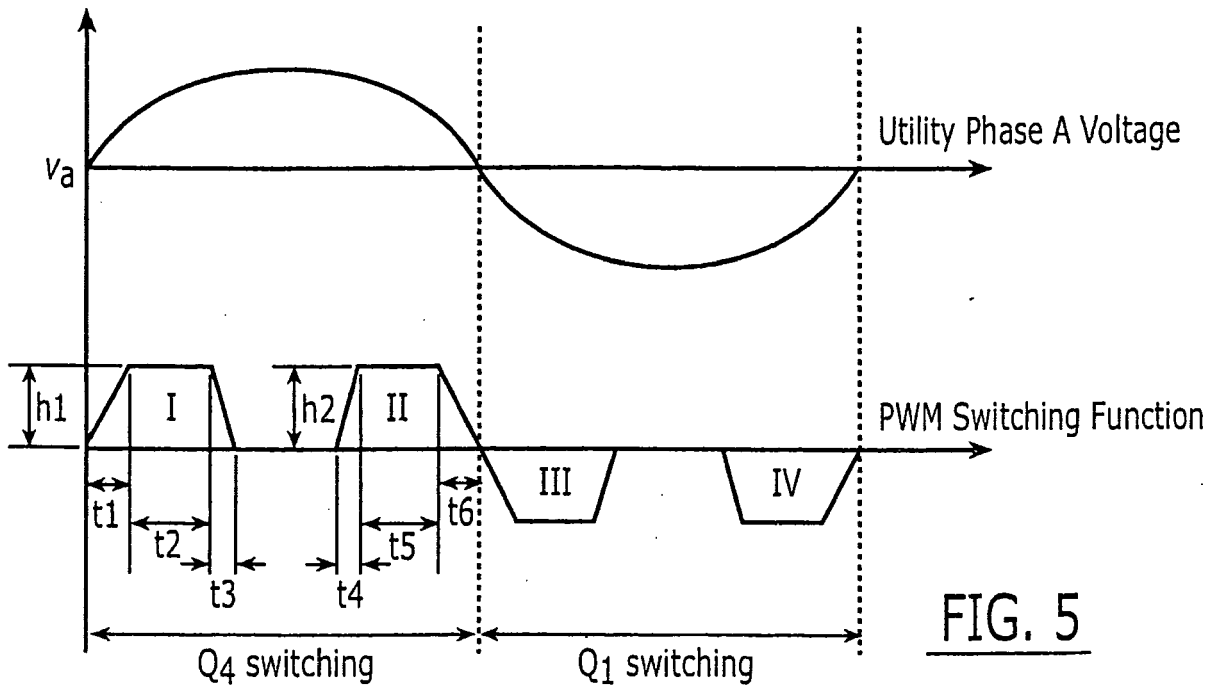 Utility Phase A Voltage
va
h1
I
h2
II
PWM Switching Function
III
IV
t1
t2
t3
t4
t5
t6
FIG. 5
Q4 switching
Q1 switching